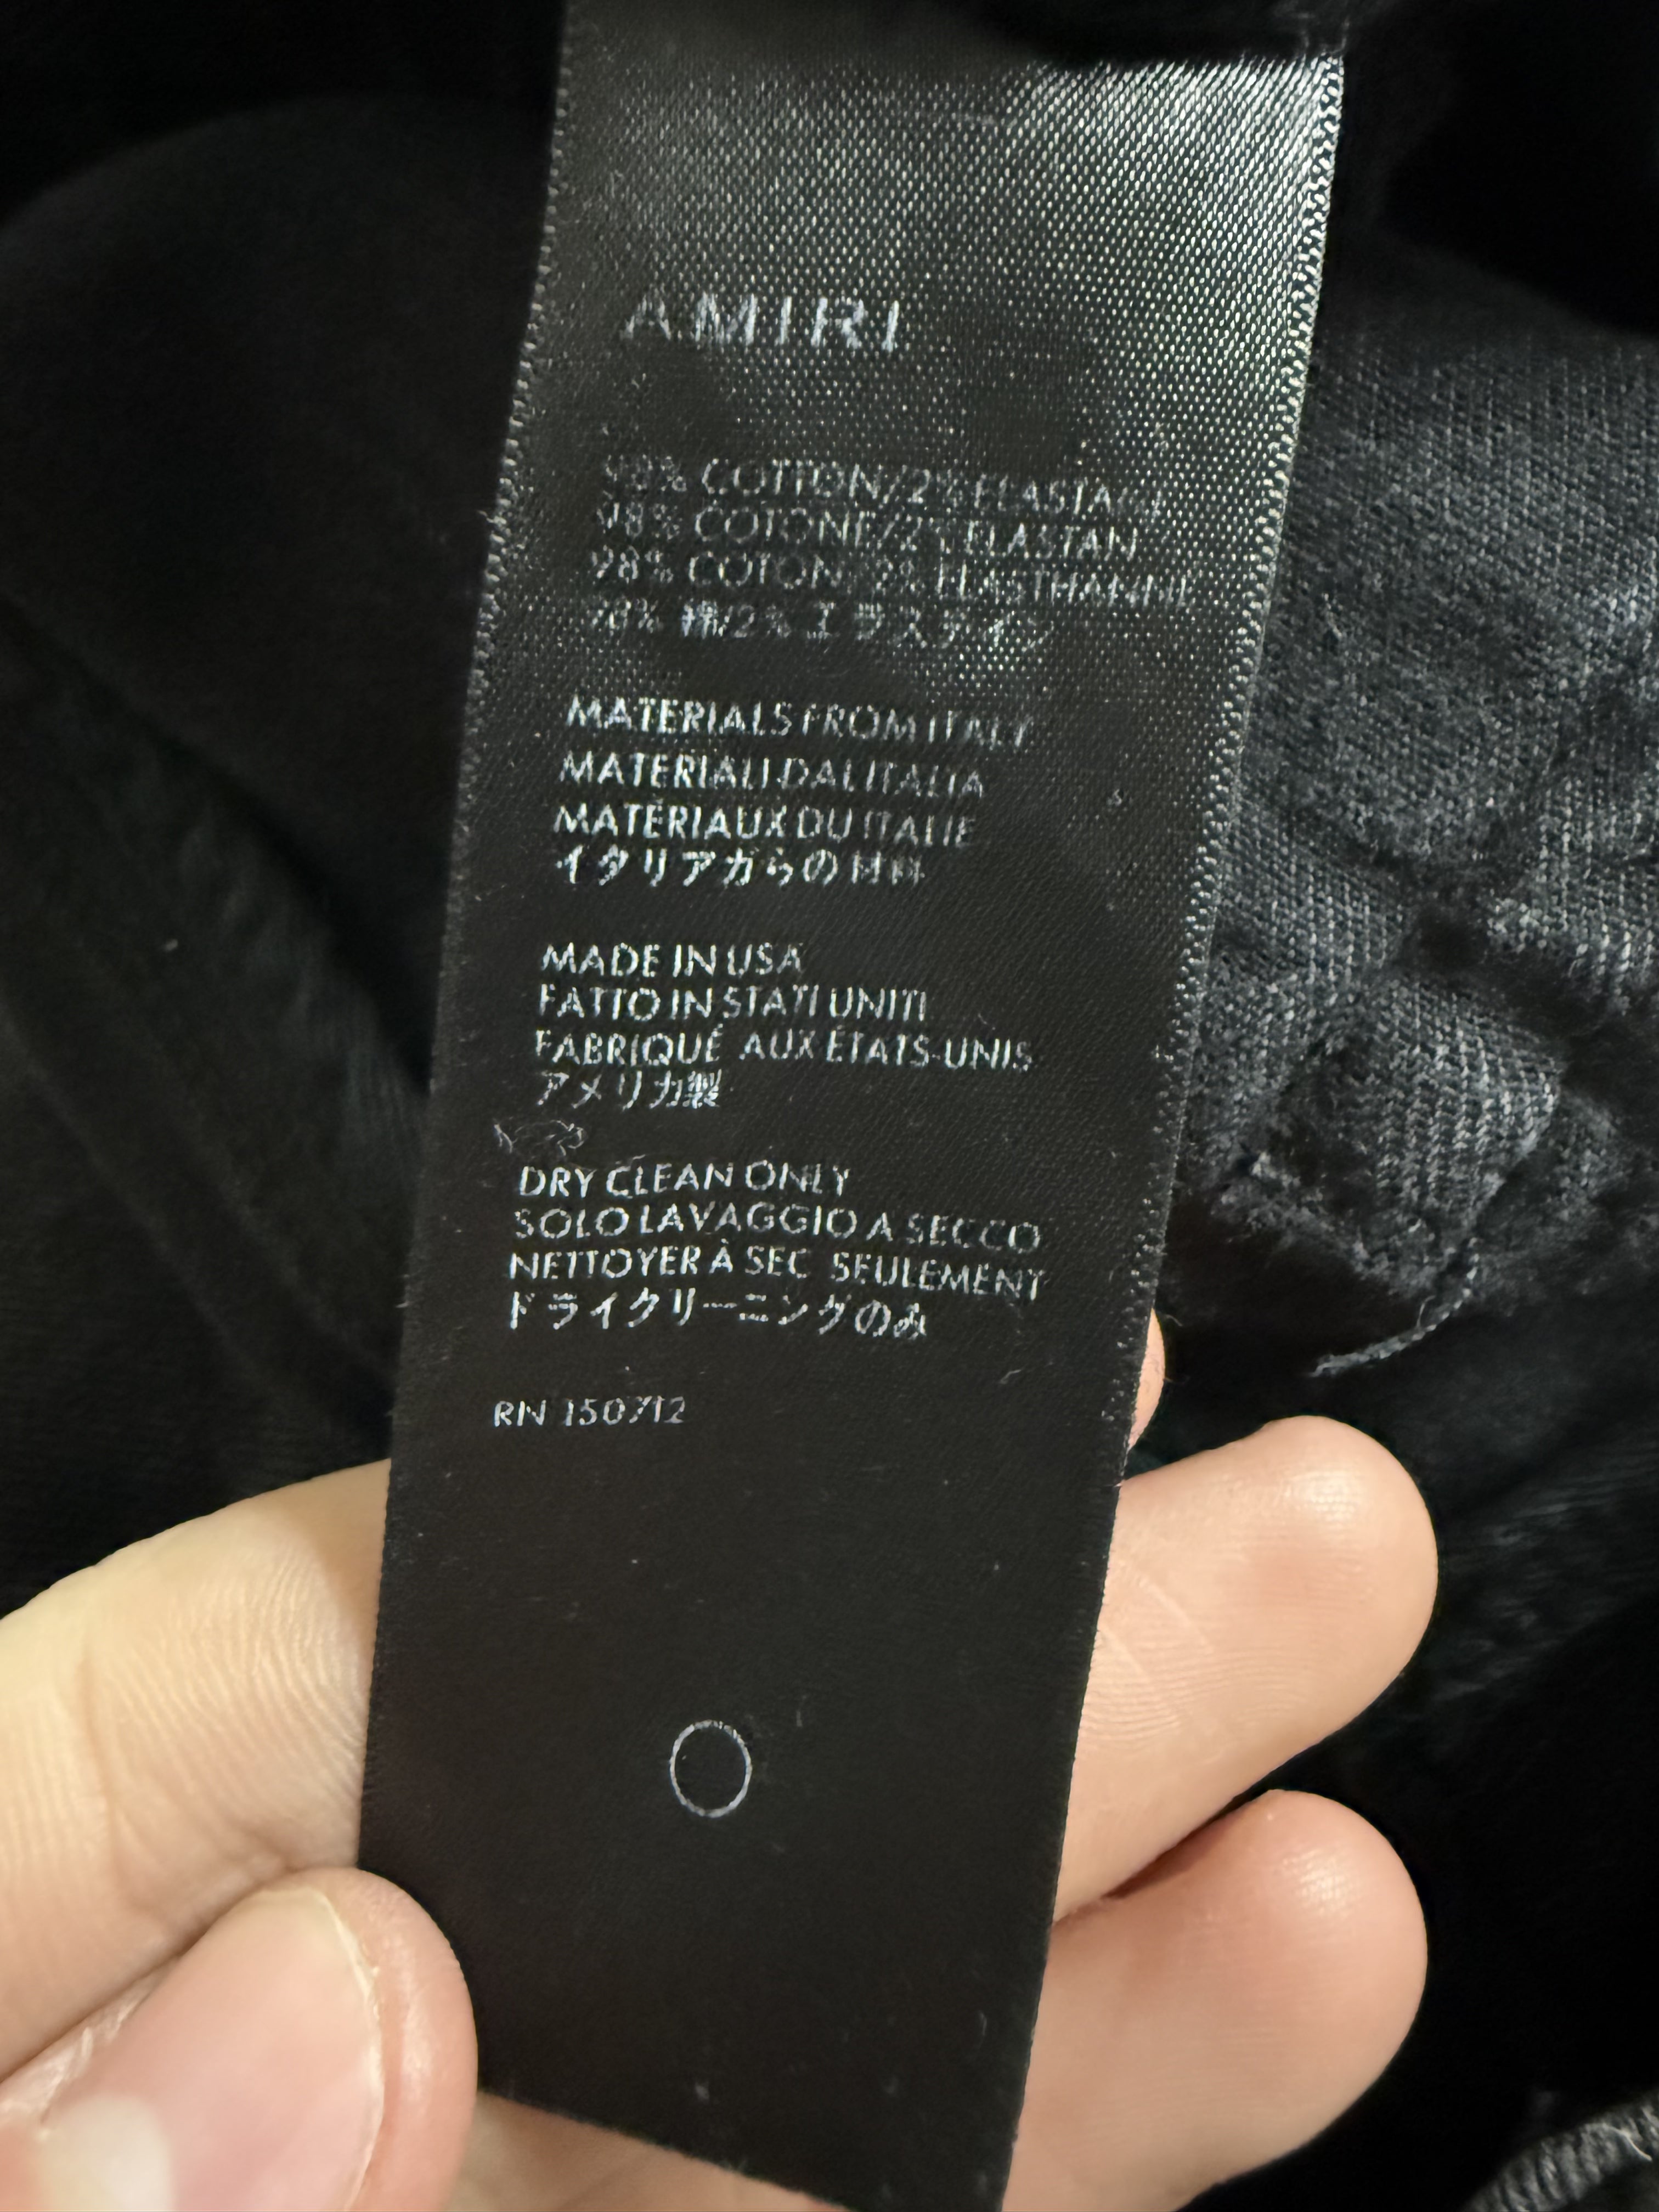 AMIRI
98% COTTON/2% ELASTANE
98% COTONE/2% ELASTAN
98% COTON/2% ELASTHANNE
98% 綿/2% エラスティン
MATERIALS FROM ITALY
MATERIALI DAL ITALIA
MATÉRIAUX DU ITALIE
イタリアからの材料
MADE IN USA
FATTO IN STATI UNITI
FABRIQUÉ AUX ÉTATS-UNIS
アメリカ製
DRY CLEAN ONLY
SOLO LAVAGGIO A SECCO
NETTOYER À SEC SEULEMENT
ドライクリーニングのみ
RN 150712